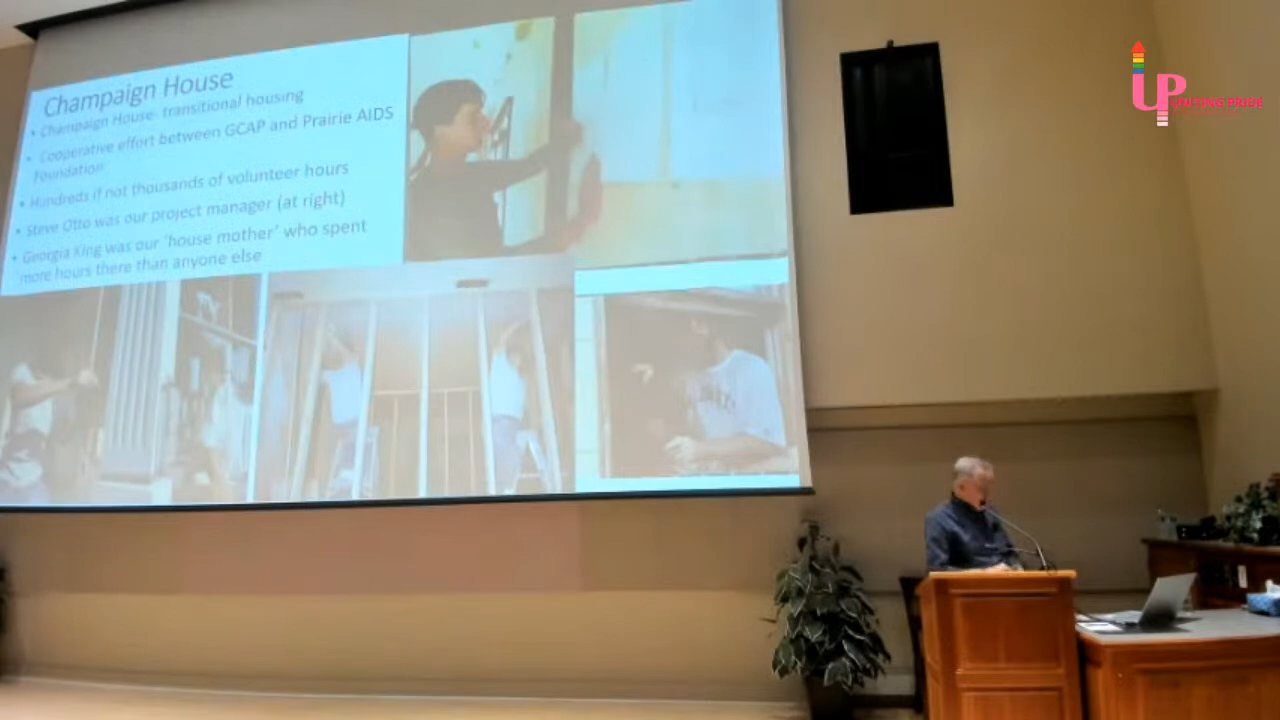 Champaign House
• Champaign House- transitional housing
• Cooperative effort between GCAP and Prairie AIDS
Foundation
• Hundreds if not thousands of volunteer hours
• Steve Otto was our project manager (at right)
• Georgia King was our 'house mother' who spent
more hours there than anyone else
UP
UNITING PRIDE